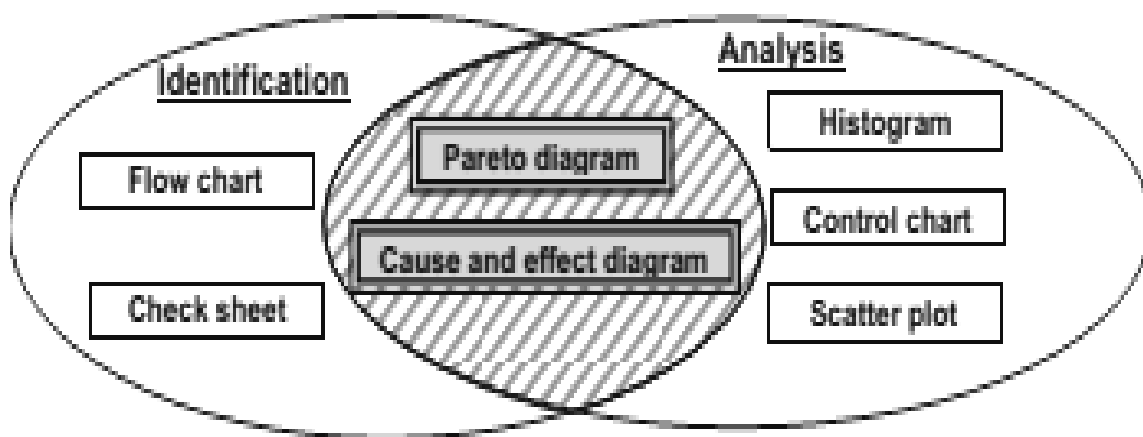 Identification
Flow chart
Check sheet
Pareto diagram
Cause and effect diagram
Analysis
Histogram
Control chart
Scatter plot